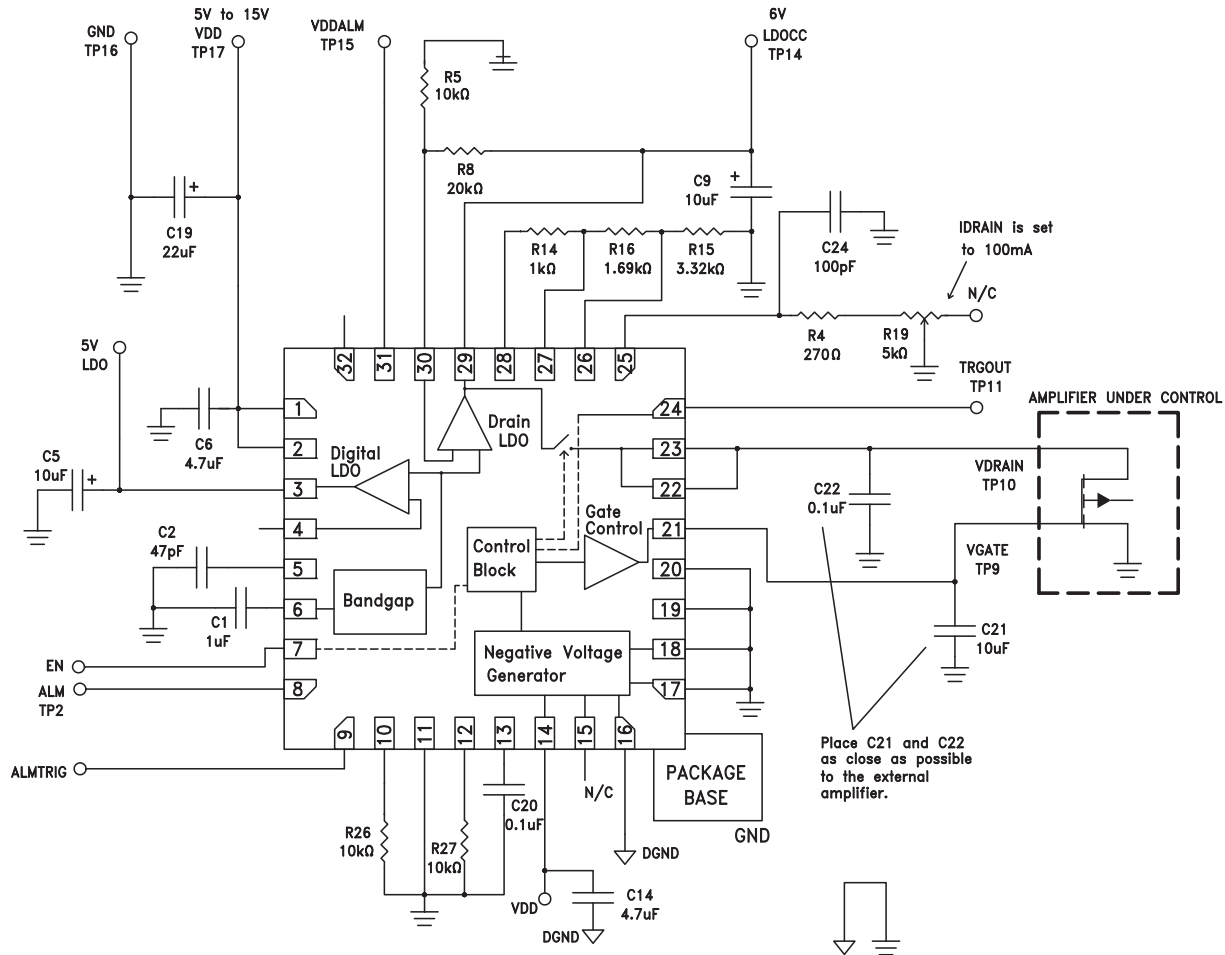 GND
TP16
5V to 15V
VDD
TP17
VDDALM
TP15
6V
LDOCC
TP14
R5
10kΩ
R8
20kΩ
C9
10uF
+
C19
22uF
+
R14
1kΩ
R16
1.69kΩ
R15
3.32kΩ
C24
100pF
IDRAIN is set
to 100mA
N/C
R4
270Ω
R19
5kΩ
5V
LDO
32
31
30
29
28
27
26
25
TRGOUT
TP11
AMPLIFIER UNDER CONTROL
C6
4.7uF
C5
10uF
+
C2
47pF
C1
1uF
1
2
3
4
5
6
7
8
Drain
LDO
Digital
LDO
Gate
Control
Control
Block
Bandgap
Negative Voltage
Generator
24
23
22
21
20
19
18
17
VDRAIN
TP10
C22
0.1uF
VGATE
TP9
C21
10uF
EN
ALM
TP2
ALMTRIG
9
10
11
12
13
14
15
16
N/C
PACKAGE
BASE
GND
Place C21 and C22
as close as possible
to the external
amplifier.
C20
0.1uF
R26
10kΩ
R27
10kΩ
DGND
VDD
C14
4.7uF
DGND